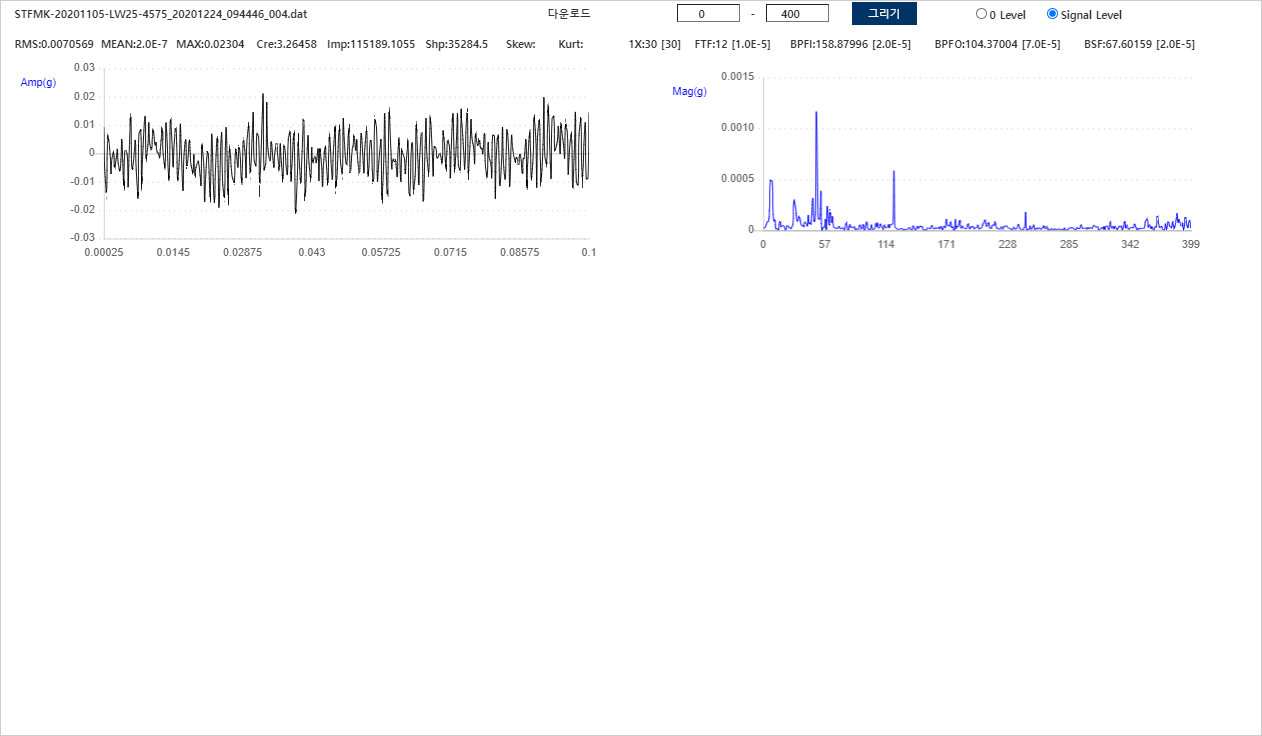 STFMK-20201105-LW25-4575_20201224_094446_004.dat 다운로드 0 - 400 그리기 0 Level Signal Level
RMS:0.0070569 MEAN:2.0E-7 MAX:0.02304 Cre:3.26458 Imp:115189.1055 Shp:35284.5 Skew: Kurt: 1X:30 [30] FTF:12 [1.0E-5] BPFI:158.87996 [2.0E-5] BPFO:104.37004 [7.0E-5] BSF:67.60159 [2.0E-5]
Amp(g)
0.03
0.02
0.01
0
-0.01
-0.02
-0.03
0.00025 0.0145 0.02875 0.043 0.05725 0.0715 0.08575 0.1
Mag(g)
0.0015
0.0010
0.0005
0
0 57 114 171 228 285 342 399